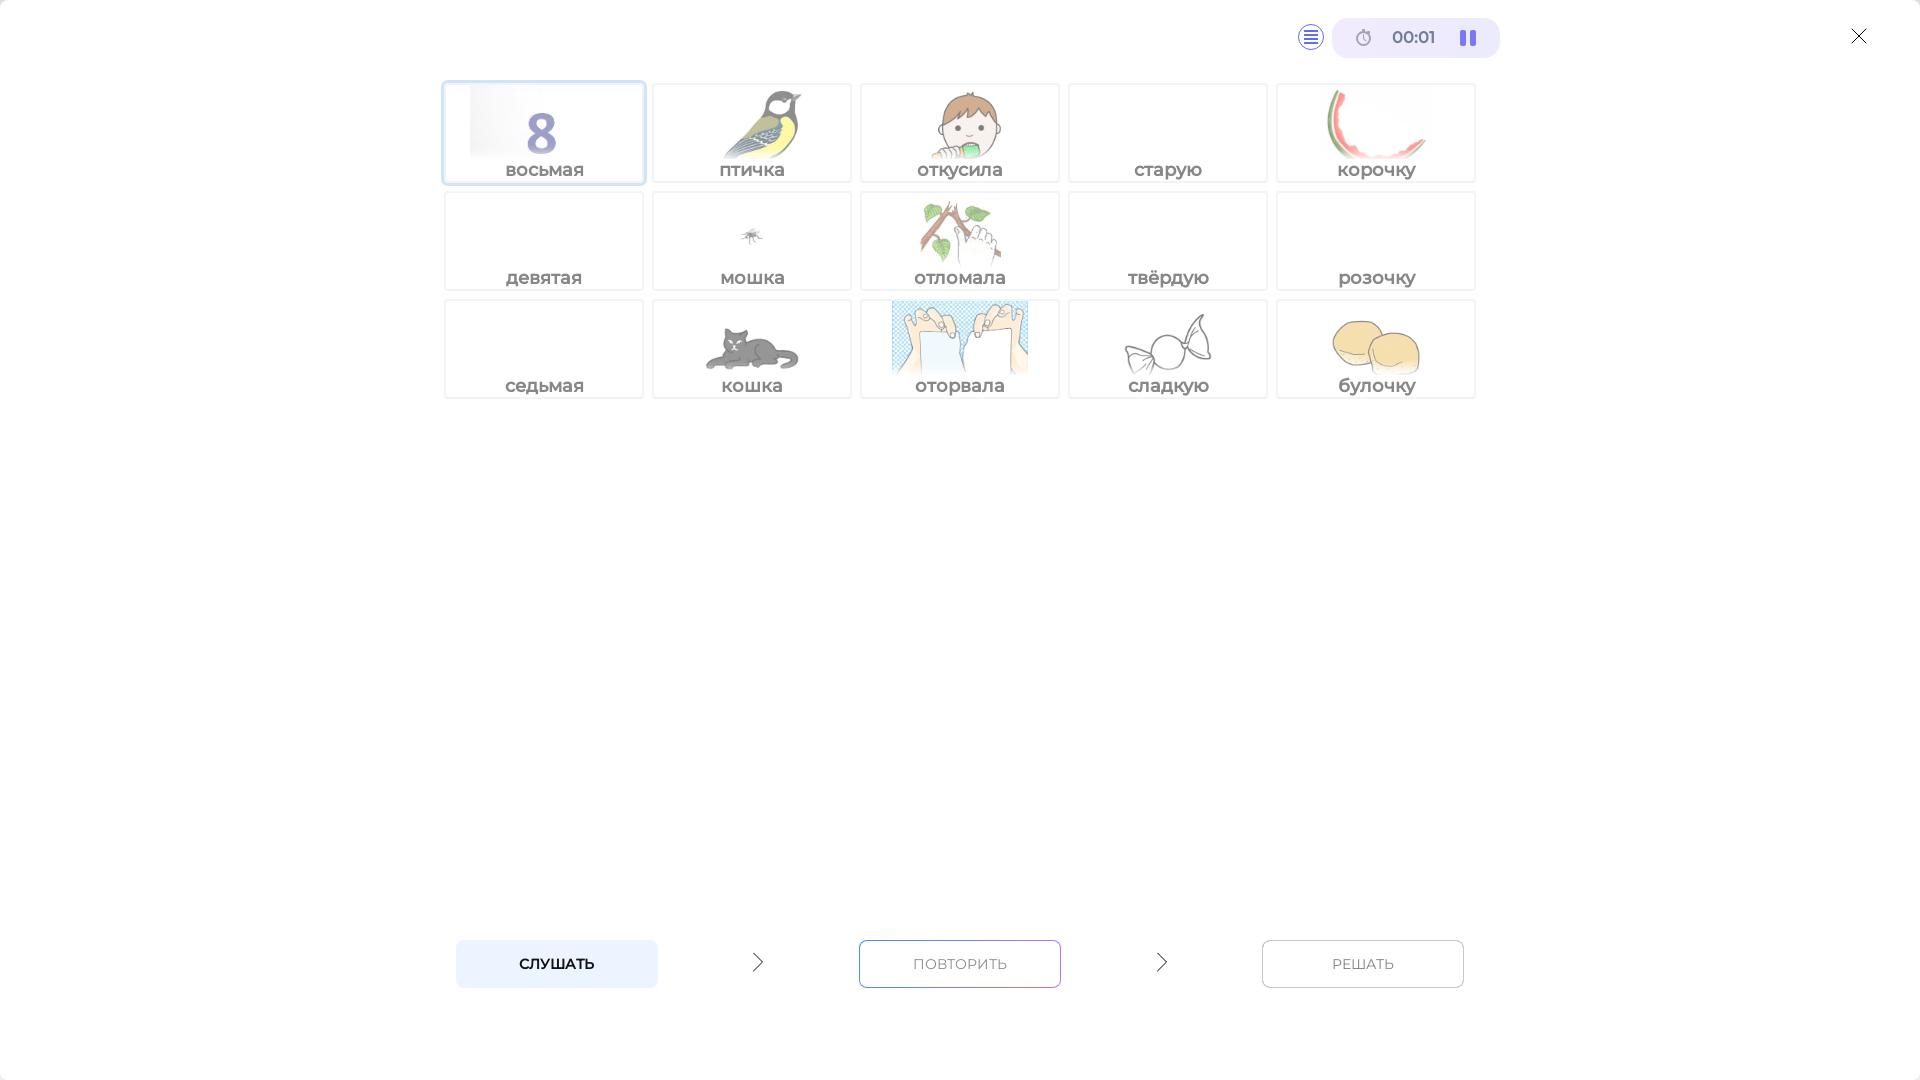 00:01
8
восьмая птичка откусила старую корочку
девятая мошка отломала твёрдую розочку
седьмая кошка оторвала сладкую булочку
СЛУШАТЬ ПОВТОРИТЬ РЕШАТЬ